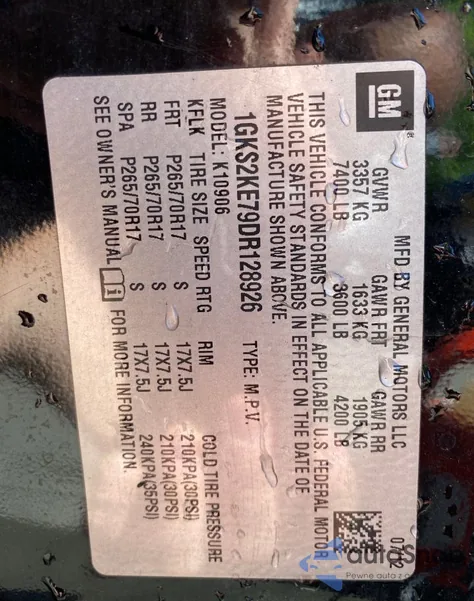 GM
MFD BY GENERAL MOTORS LLC 07/12
GVWR GAWR FRT GAWR RR
3357 KG 1633 KG 1905 KG
7400 LB 3600 LB 4200 LB
THIS VEHICLE CONFORMS TO ALL APPLICABLE U.S. FEDERAL MOTOR
VEHICLE SAFETY STANDARDS IN EFFECT ON THE DATE OF
MANUFACTURE SHOWN ABOVE.
1GKS2KE79DR128926 TYPE: M.P.V.
MODEL: K10906
KFLK TIRE SIZE SPEED RTG RIM COLD TIRE PRESSURE
FRT P265/70R17 S 17X7.5J 210KPA(30PSI)
RR P265/70R17 S 17X7.5J 210KPA(30PSI)
SPA P265/70R17 S 17X7.5J 240KPA(35PSI)
SEE OWNER'S MANUAL i FOR MORE INFORMATION.
Pewne auta z